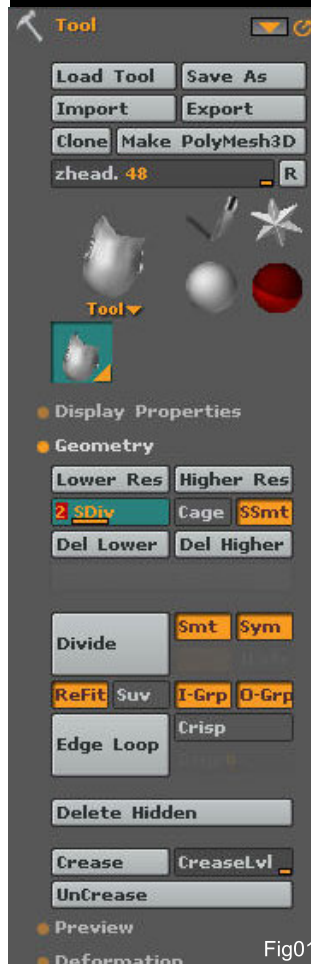 Tool
Load Tool Save As
Import Export
Clone Make PolyMesh3D
zhead. 48 R
Tool
Display Properties
Geometry
Lower Res Higher Res
2 SDiv Cage SSmt
Del Lower Del Higher
Divide Smt Sym
ReFit Suv I-Grp O-Grp
Edge Loop Crisp
Delete Hidden
Crease CreaseLvl
UnCrease
Preview
Deformation
Fig01